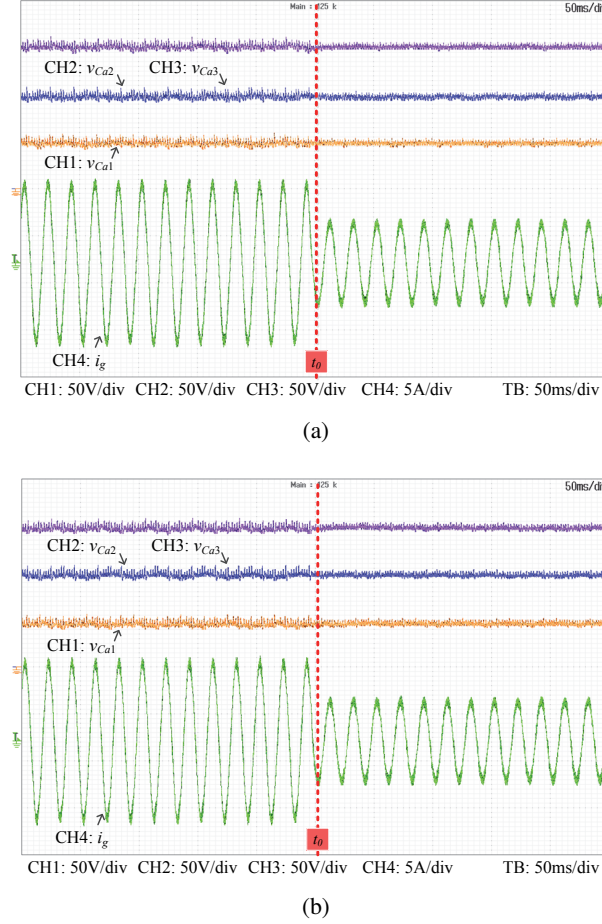 Main : 125 k
50ms/di
CH2: vCa2 CH3: vCa3
CH1: vCa1
CH4: ig
t0
CH1: 50V/div CH2: 50V/div CH3: 50V/div CH4: 5A/div TB: 50ms/div
(a)
Main : 125 k
50ms/di
CH2: vCa2 CH3: vCa3
CH1: vCa1
CH4: ig
t0
CH1: 50V/div CH2: 50V/div CH3: 50V/div CH4: 5A/div TB: 50ms/div
(b)